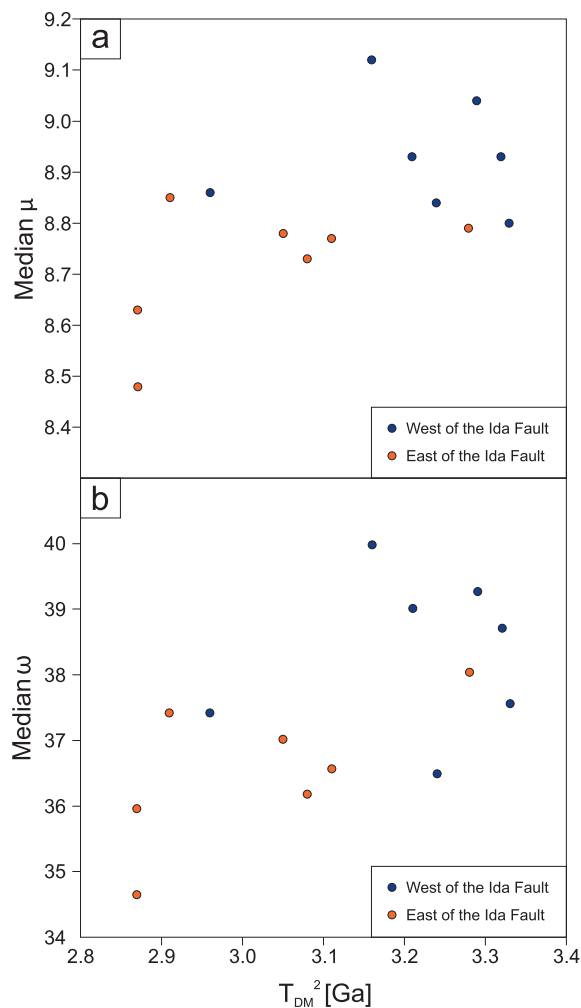 a
9.2
9.1
9.0
8.9
8.8
8.7
8.6
8.5
8.4
Median μ
West of the Ida Fault
East of the Ida Fault
b
40
39
38
37
36
35
34
Median ω
West of the Ida Fault
East of the Ida Fault
2.8 2.9 3.0 3.1 3.2 3.3 3.4
T_DM² [Ga]